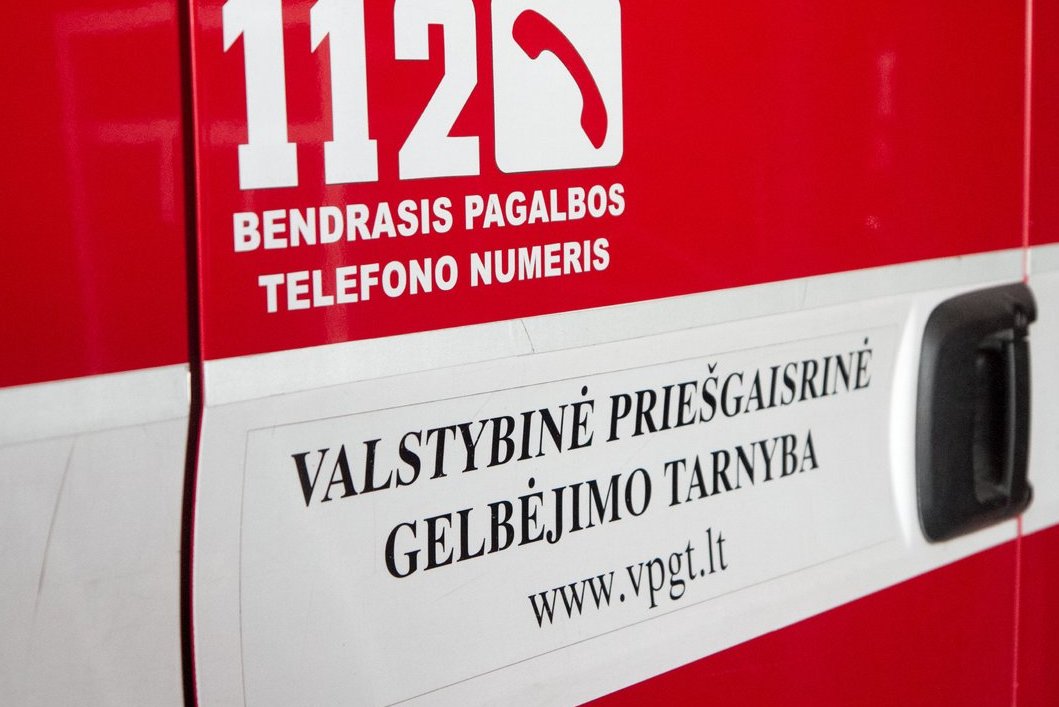 112
BENDRASIS PAGALBOS
TELEFONO NUMERIS
VALSTYBINĖ PRIEŠGAISRINĖ
GELBĖJIMO TARNYBA
www.vpgt.lt